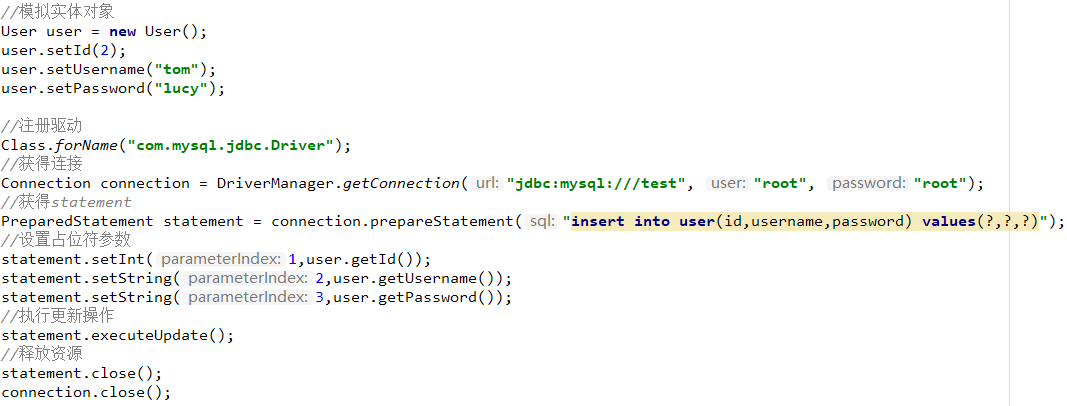 //模拟实体对象
User user = new User();
user.setId(2);
user.setUsername("tom");
user.setPassword("lucy");
//注册驱动
Class.forName("com.mysql.jdbc.Driver");
//获得连接
Connection connection = DriverManager.getConnection( url: "jdbc:mysql:///test", user: "root", password: "root");
//获得statement
PreparedStatement statement = connection.prepareStatement( sql: "insert into user(id,username,password) values(?,?,?)");
//设置占位符参数
statement.setInt( parameterIndex: 1,user.getId());
statement.setString( parameterIndex: 2,user.getUsername());
statement.setString( parameterIndex: 3,user.getPassword());
//执行更新操作
statement.executeUpdate();
//释放资源
statement.close();
connection.close();